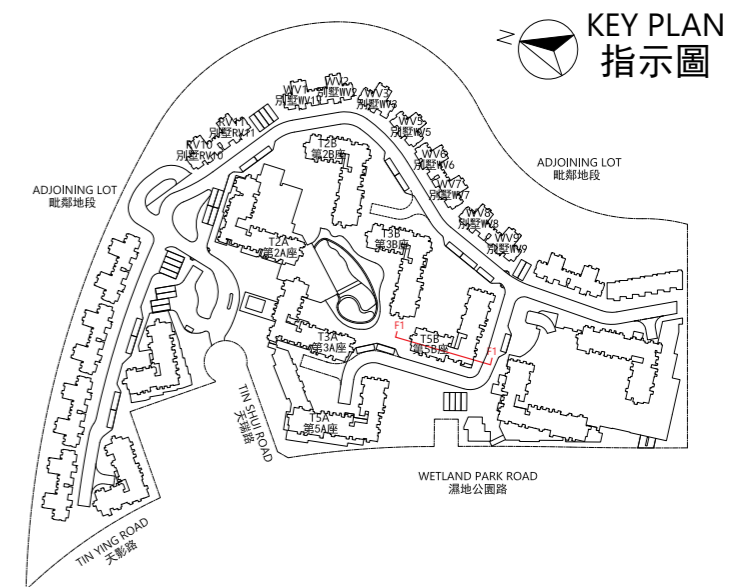 KEY PLAN
指示圖
N
WV1
別墅WV1
WV2
別墅WV2
WV3
別墅WV3
WV5
別墅WV5
WV6
別墅WV6
WV7
別墅WV7
WV8
別墅WV8
WV9
別墅WV9
RV11
別墅RV11
RV10
別墅RV10
ADJOINING LOT
毗鄰地段
ADJOINING LOT
毗鄰地段
T2B
第2B座
T2A
第2A座
T3B
第3B座
T3A
第3A座
F1
T5B
第5B座
F1
T5A
第5A座
TIN SHUI ROAD
天瑞路
WETLAND PARK ROAD
濕地公園路
TIN YING ROAD
天影路